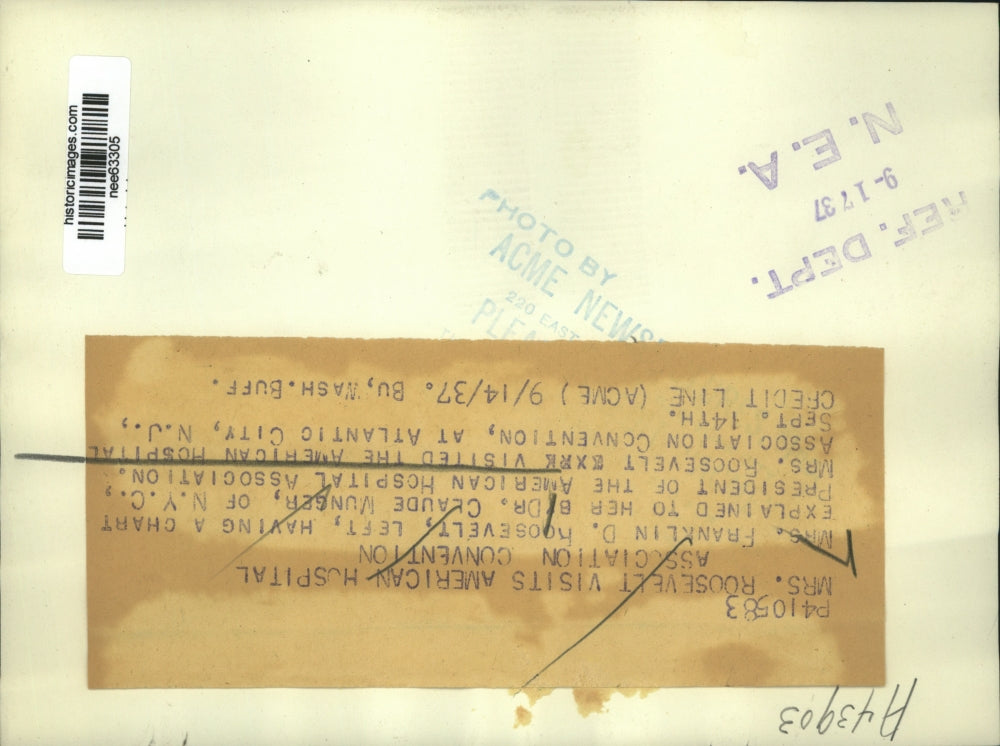 historicimages.com
nee63305
N. E. A.
9-17 37
REF. DEPT.
PHOTO BY
ACME NEWS
220 EAST
P410583
MRS. ROOSEVELT VISITS AMERICAN HOSPITAL
ASSOCIATION CONVENTION
MRS. FRANKLIN D. ROOSEVELT, LEFT, HAVING A CHART
EXPLAINED TO HER BY DR. CLAUDE MUNGER, OF N.Y.C.,
PRESIDENT OF THE AMERICAN HOSPITAL ASSOCIATION.
MRS. ROOSEVELT EXRX VISITED THE AMERICAN HOSPITAL
ASSOCIATION CONVENTION, AT ATLANTIC CITY, N.J.,
SEPT. 14TH.
CREDIT LINE (ACME) 9/14/37. BU, WASH. BUFF.
A43903